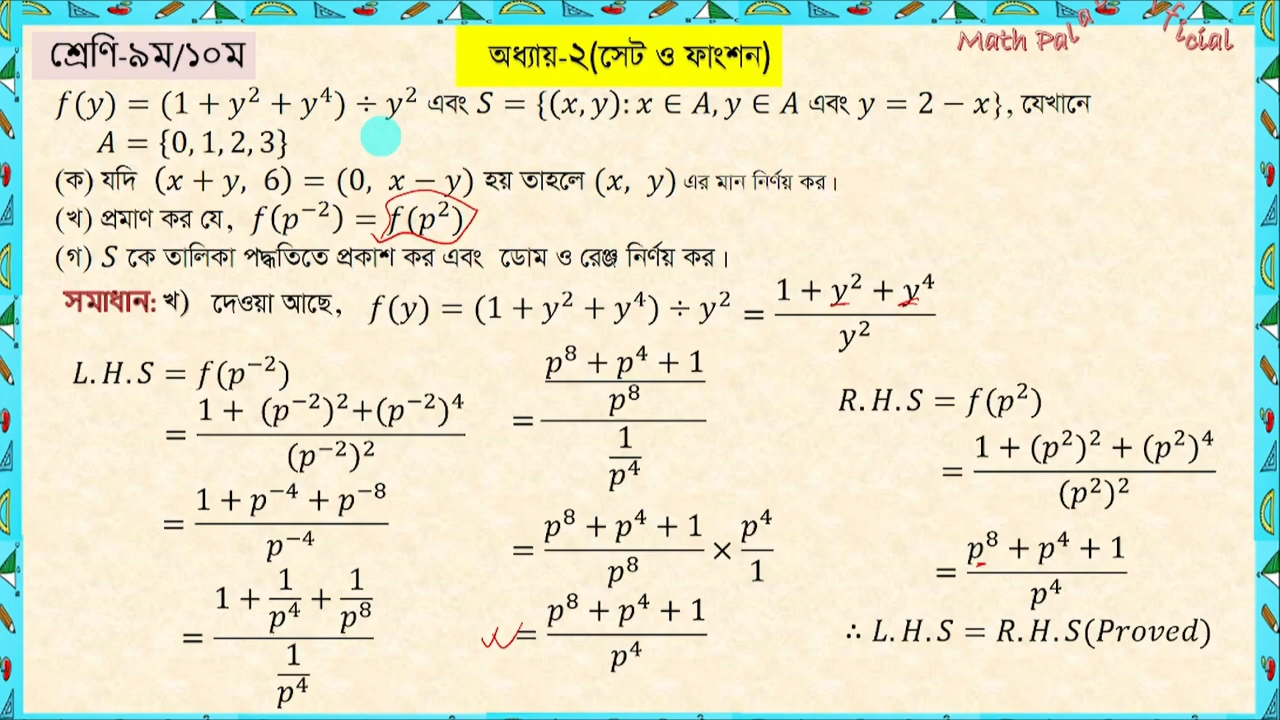 Math Pala fficial
শ্রেণি-৯ম/১০ম
অধ্যায়-২(সেট ও ফাংশন)
f(y) = (1 + y² + y⁴) ÷ y² এবং S = {(x, y): x ∈ A, y ∈ A এবং y = 2 − x}, যেখানে
A = {0, 1, 2, 3}
(ক) যদি (x + y, 6) = (0, x − y) হয় তাহলে (x, y) এর মান নির্ণয় কর।
(খ) প্রমাণ কর যে, f(p⁻²) = f(p²)
(গ) S কে তালিকা পদ্ধতিতে প্রকাশ কর এবং ডোম ও রেঞ্জ নির্ণয় কর।
সমাধান: খ) দেওয়া আছে, f(y) = (1 + y² + y⁴) ÷ y² = (1 + y² + y⁴)/y²
L.H.S = f(p⁻²)
= (1 + (p⁻²)²+(p⁻²)⁴)/(p⁻²)²
= (1 + p⁻⁴ + p⁻⁸)/p⁻⁴
= (1 + 1/p⁴ + 1/p⁸)/(1/p⁴)
= ((p⁸ + p⁴ + 1)/p⁸)/(1/p⁴)
= (p⁸ + p⁴ + 1)/p⁸ × p⁴/1
= (p⁸ + p⁴ + 1)/p⁴
R.H.S = f(p²)
= (1 + (p²)² + (p²)⁴)/(p²)²
= (p⁸ + p⁴ + 1)/p⁴
∴ L.H.S = R.H.S(Proved)